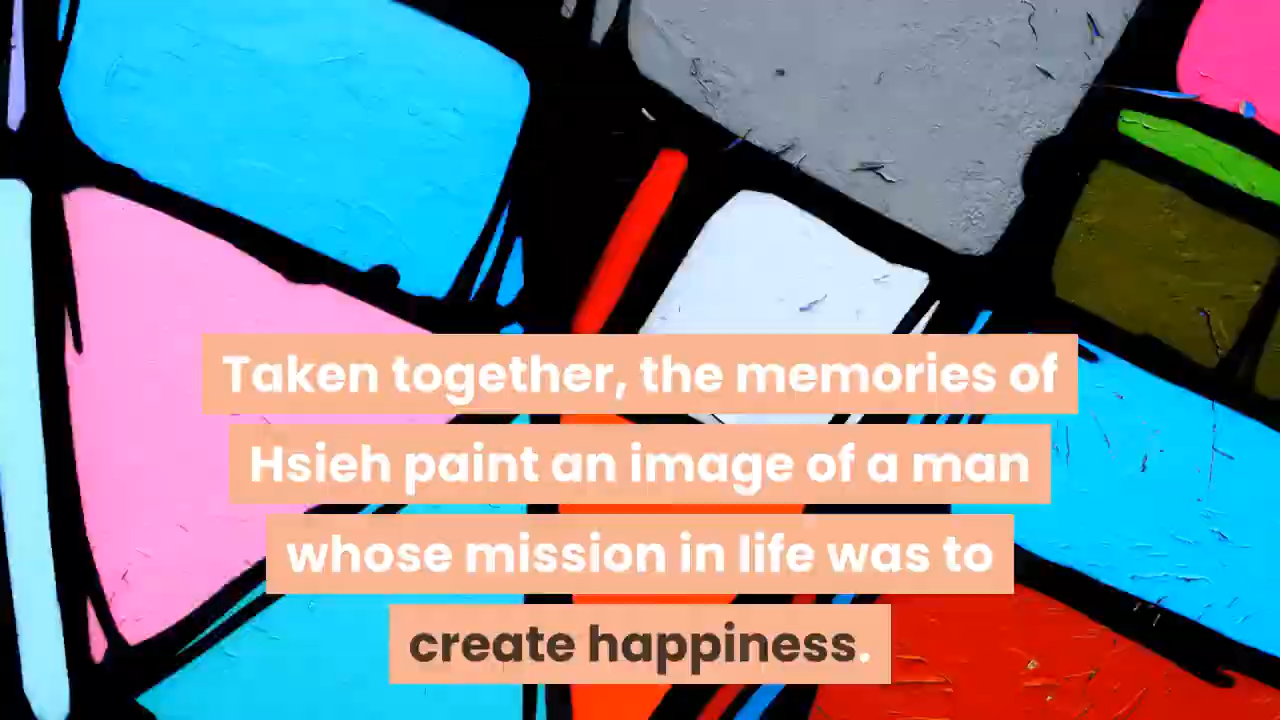 Taken together, the memories of
Hsieh paint an image of a man
whose mission in life was to
create happiness.